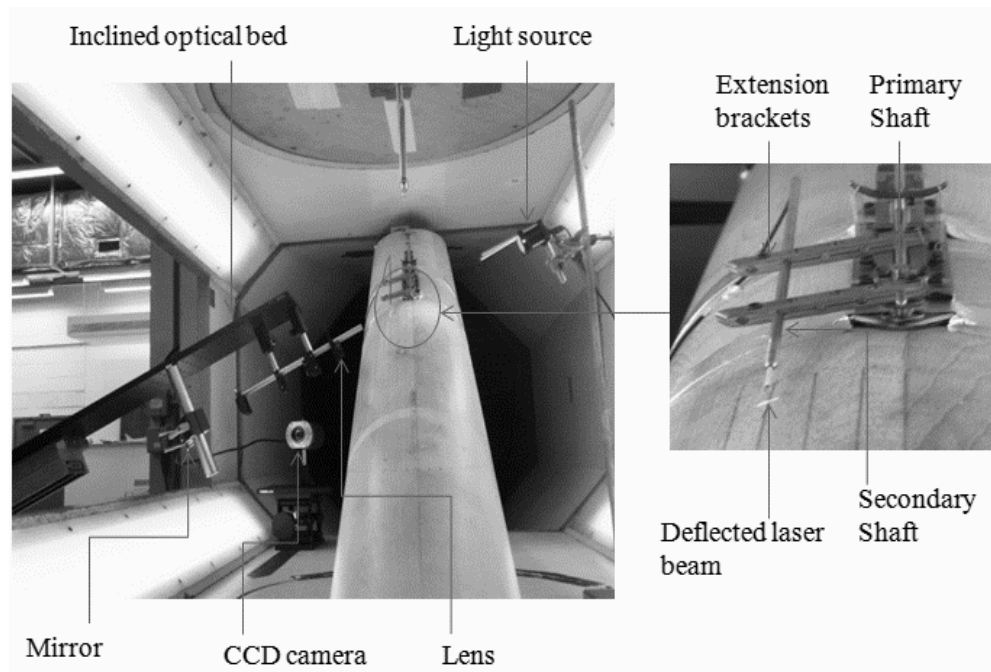 Inclined optical bed
Light source
Extension
brackets
Primary
Shaft
Deflected laser
beam
Secondary
Shaft
Mirror
CCD camera
Lens